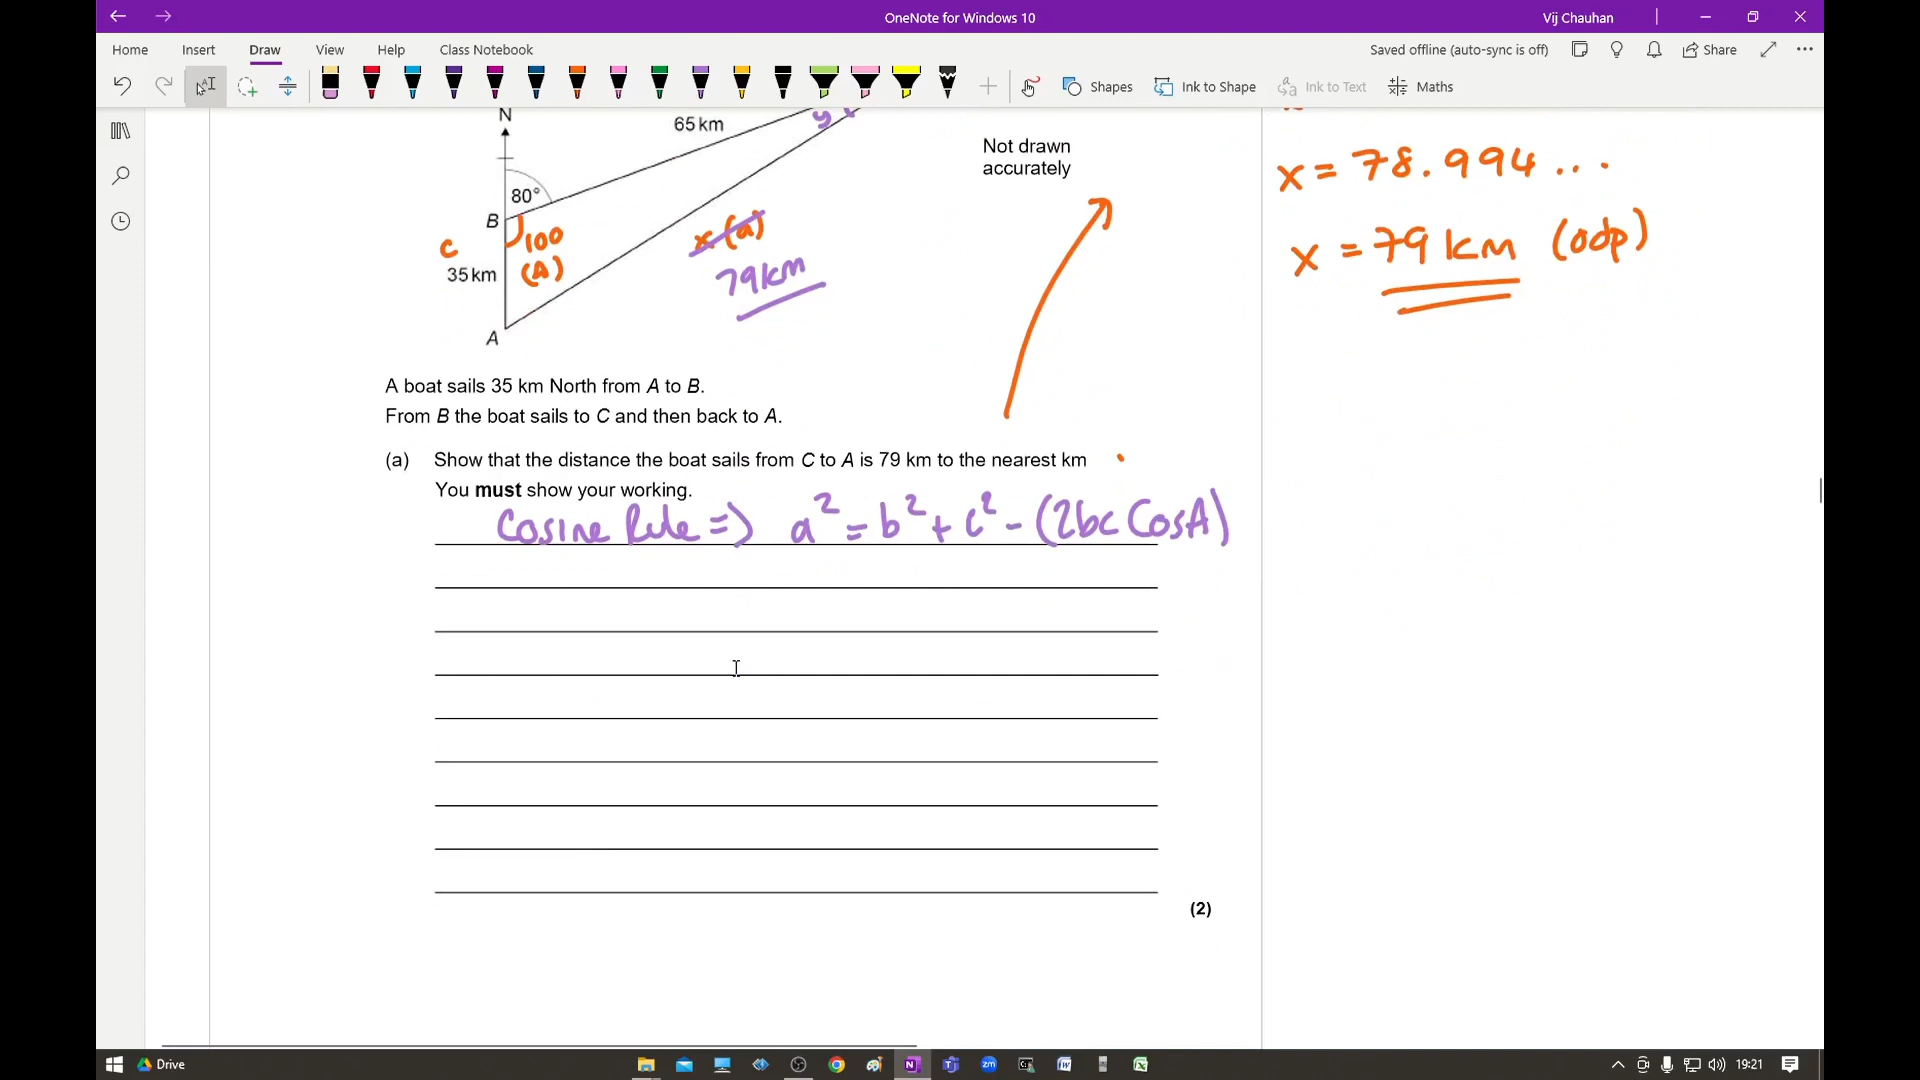 OneNote for Windows 10
Vij Chauhan
Home Insert Draw View Help Class Notebook
Saved offline (auto-sync is off)
Share
Shapes
Ink to Shape
Ink to Text
Maths
N
65 km
y
Not drawn
accurately
80°
B
c
100
(A)
35 km
x (a)
79km
A
x = 78.994...
x = 79 km (0dp)
A boat sails 35 km North from A to B.
From B the boat sails to C and then back to A.
(a) Show that the distance the boat sails from C to A is 79 km to the nearest km
You must show your working.
Cosine Rule => a² = b² + c² - (2bc CosA)
(2)
Drive
19:21